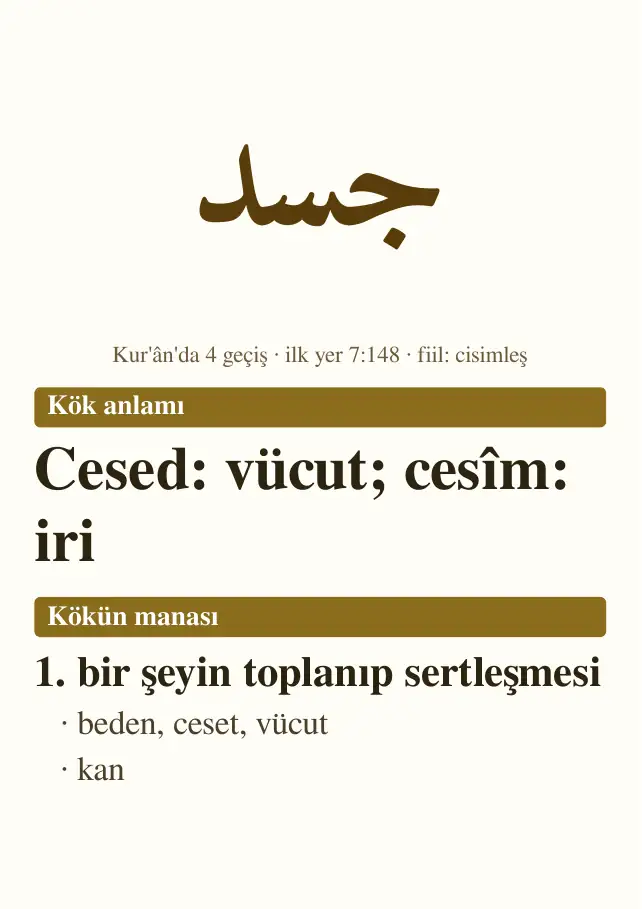 جسد
Kur'ân'da 4 geçiş · ilk yer 7:148 · fiil: cisimleş
Kök anlamı
Cesed: vücut; cesîm:
iri
Kökün manası
1. bir şeyin toplanıp sertleşmesi
· beden, ceset, vücut
· kan